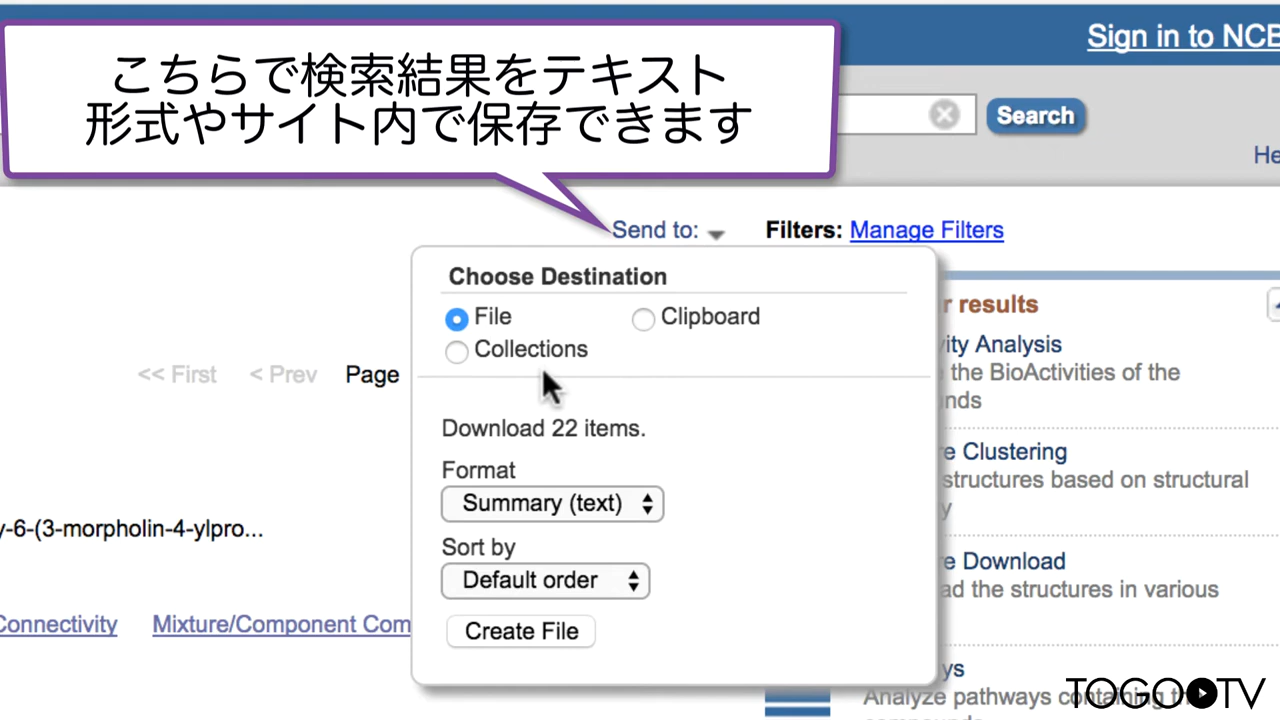 こちらで検索結果をテキスト
形式やサイト内で保存できます
Sign in to NCB
Search
He
Send to:
Filters: Manage Filters
Choose Destination
File
Clipboard
Collections
<< First < Prev Page
Download 22 items.
Format
Summary (text)
Sort by
Default order
Create File
y-6-(3-morpholin-4-ylpro...
Connectivity Mixture/Component Com
r results
ity Analysis
the BioActivities of the
nds
e Clustering
structures based on structural
y
e Download
ad the structures in various
ys
Analyze pathways containing th
TOGO TV